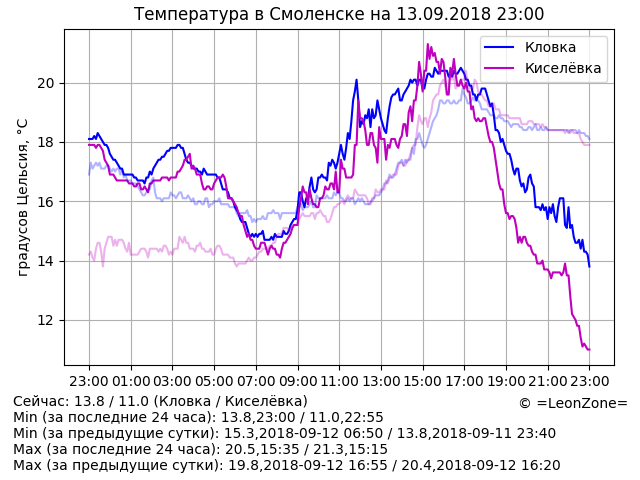 Температура в Смоленске на 13.09.2018 23:00
градусов Цельсия, °C
20
18
16
14
12
Кловка
Киселёвка
23:00 01:00 03:00 05:00 07:00 09:00 11:00 13:00 15:00 17:00 19:00 21:00 23:00
Сейчас: 13.8 / 11.0 (Кловка / Киселёвка)
© =LeonZone=
Min (за последние 24 часа): 13.8,23:00 / 11.0,22:55
Min (за предыдущие сутки): 15.3,2018-09-12 06:50 / 13.8,2018-09-11 23:40
Max (за последние 24 часа): 20.5,15:35 / 21.3,15:15
Max (за предыдущие сутки): 19.8,2018-09-12 16:55 / 20.4,2018-09-12 16:20